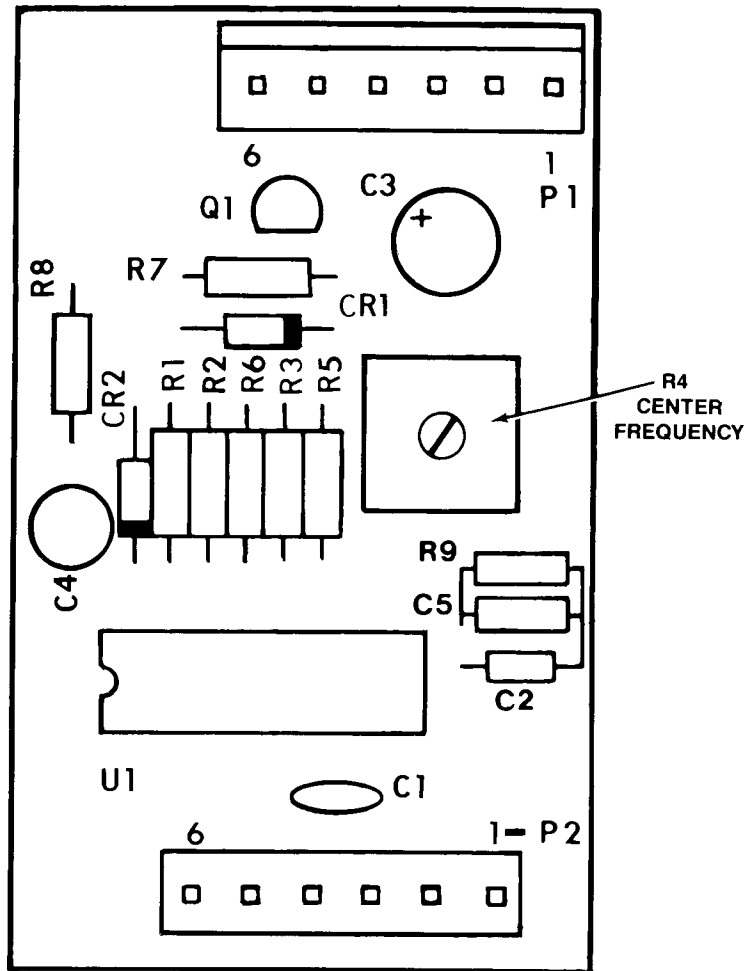 6 1
P1
Q1
C3
+
R7
R8
CR1
CR2
R1
R2
R6
R3
R5
R4
CENTER
FREQUENCY
C4
R9
C5
C2
U1
C1
6 1- P2